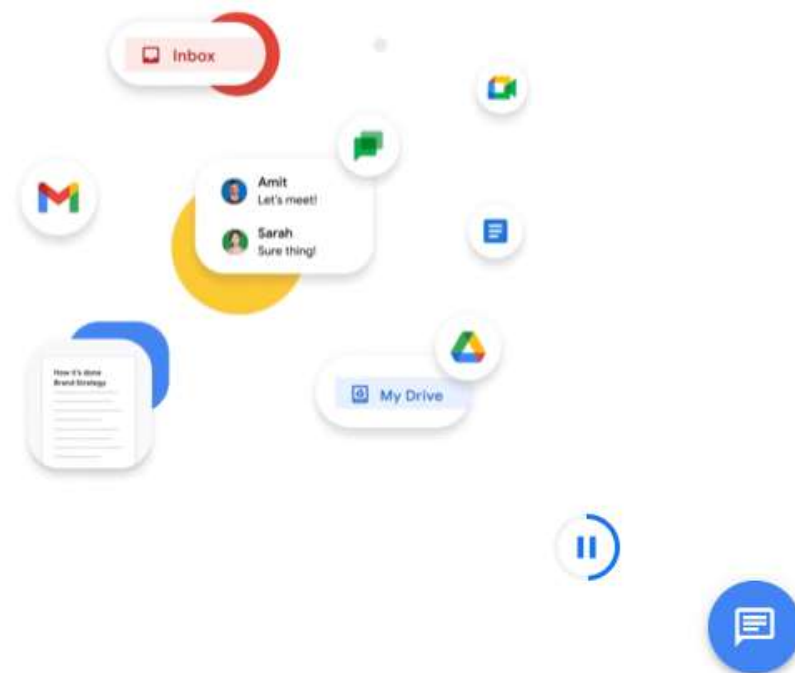 Inbox
Amit
Let's meet!
Sarah
Sure thing!
How it's done
Brand Strategy
My Drive